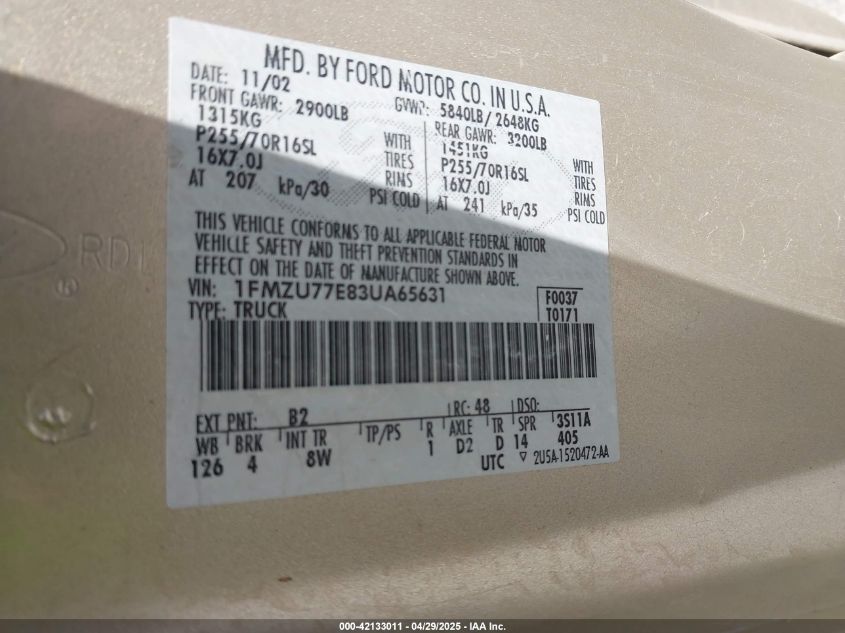 MFD. BY FORD MOTOR CO. IN U.S.A.
DATE: 11/02 GVWR: 5840LB/ 2648KG
FRONT GAWR: 2900LB REAR GAWR: 3200LB
1315KG WITH 1451KG WITH
P255/70R16SL TIRES P255/70R16SL TIRES
16X7.0J RIMS 16X7.0J RIMS
AT 207 kPa/30 PSI COLD AT 241 kPa/35 PSI COLD
THIS VEHICLE CONFORMS TO ALL APPLICABLE FEDERAL MOTOR
VEHICLE SAFETY AND THEFT PREVENTION STANDARDS IN
EFFECT ON THE DATE OF MANUFACTURE SHOWN ABOVE.
VIN: 1FMZU77E83UA65631 F0037
TYPE: TRUCK T0171
EXT PNT: B2 RC: 48 DSO:
WB BRK INT TR TP/PS R AXLE TR SPR 3S11A
126 4 8W 1 D2 D 14 405
UTC ▽ 2U5A-1520472-AA
RD
®
000-42133011 - 04/29/2025 - IAA Inc.